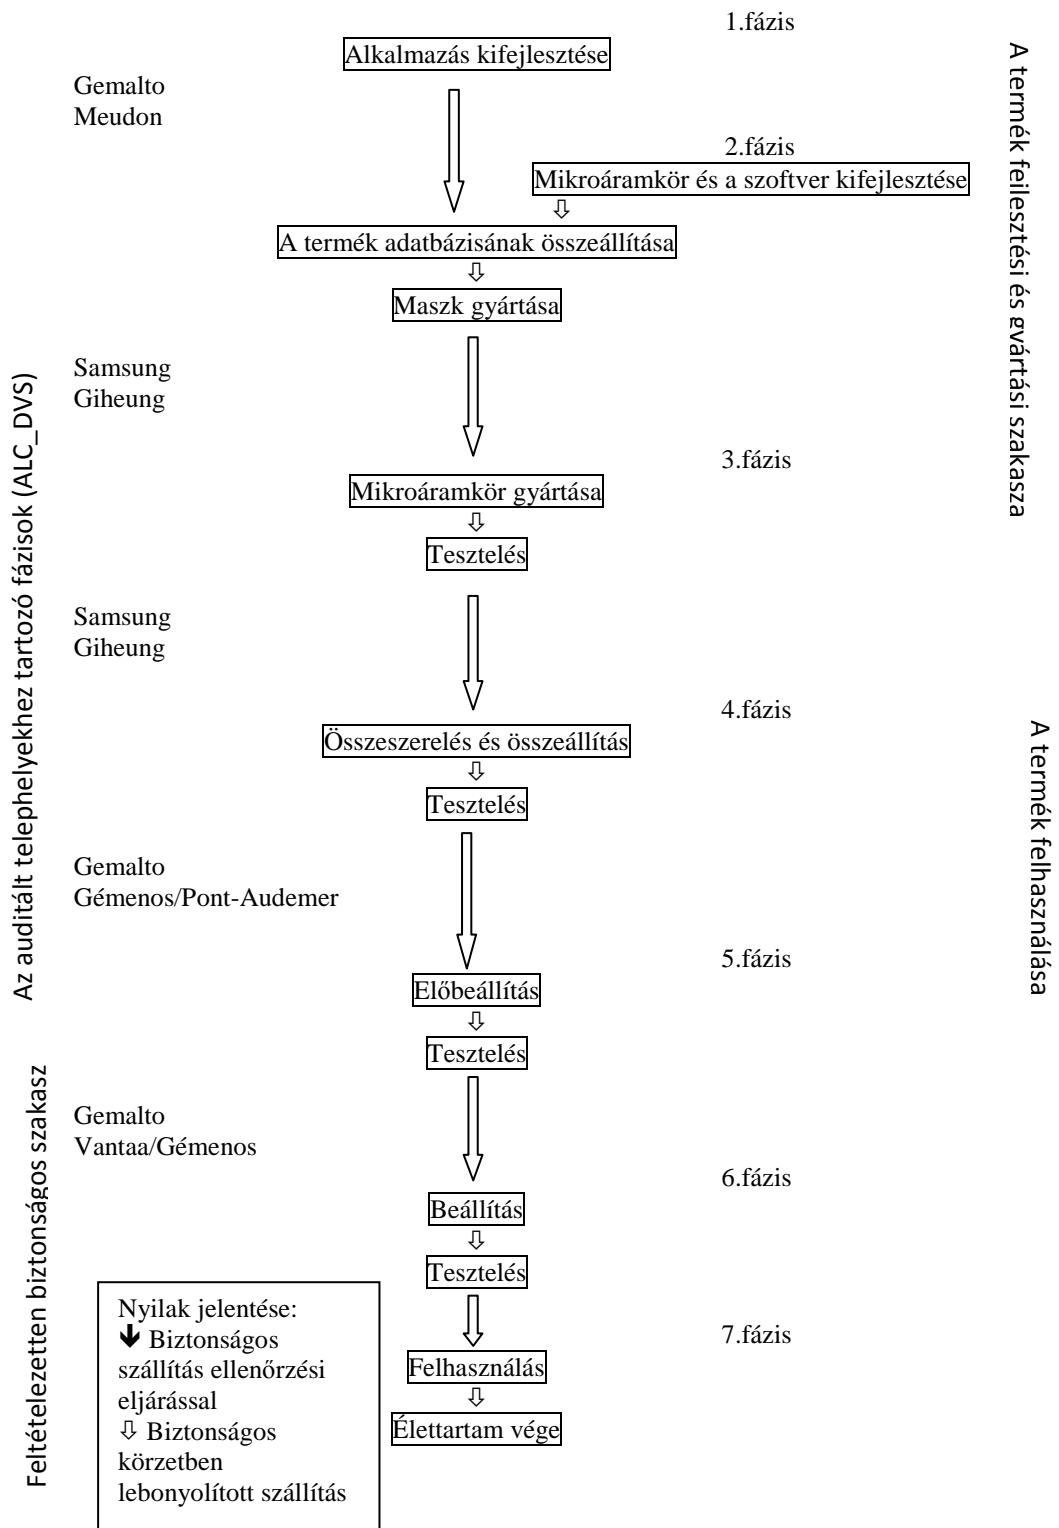 1.fázis
Alkalmazás kifejlesztése
Gemalto
Meudon
2.fázis
Mikroáramkör és a szoftver kifejlesztése
A termék adatbázisának összeállítása
Maszk gyártása
Samsung
Giheung
3.fázis
Mikroáramkör gyártása
Tesztelés
Samsung
Giheung
4.fázis
Összeszerelés és összeállítás
Tesztelés
Gemalto
Gémenos/Pont-Audemer
5.fázis
Előbeállítás
Tesztelés
Gemalto
Vantaa/Gémenos
6.fázis
Beállítás
Tesztelés
7.fázis
Felhasználás
Élettartam vége
Nyilak jelentése:
🡻 Biztonságos
szállítás ellenőrzési
eljárással
⇩ Biztonságos
körzetben
lebonyolított szállítás
Az auditált telephelyekhez tartozó fázisok (ALC_DVS)
Feltételezetten biztonságos szakasz
A termék fejlesztési és gyártási szakasza
A termék felhasználása